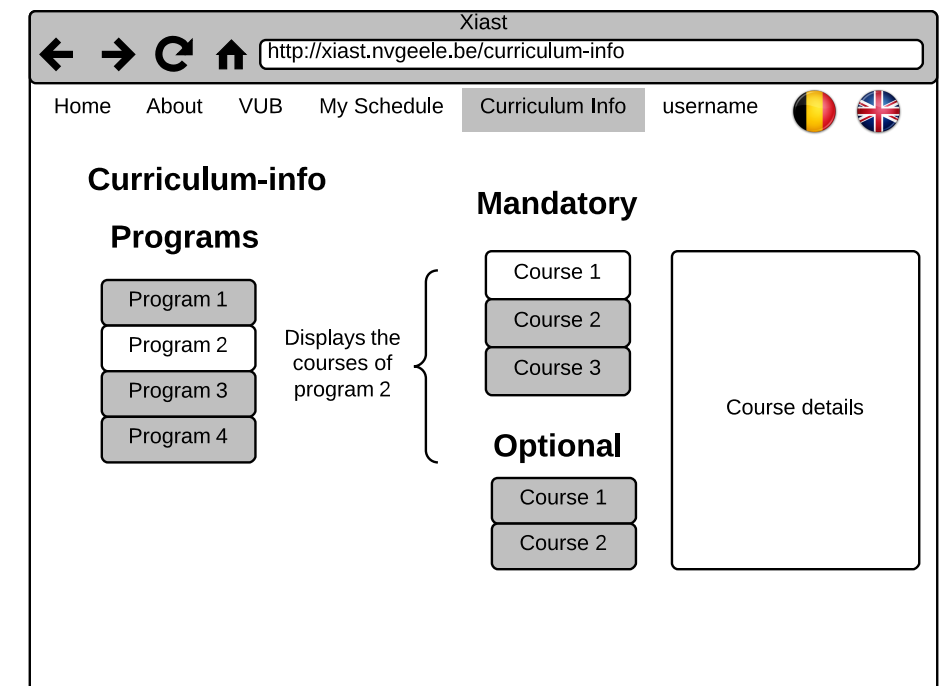 Xiast
http://xiast.nvgeele.be/curriculum-info
Home About VUB My Schedule Curriculum Info username
Curriculum-info
Programs
Program 1
Program 2
Program 3
Program 4
Displays the
courses of
program 2
Mandatory
Course 1
Course 2
Course 3
Optional
Course 1
Course 2
Course details